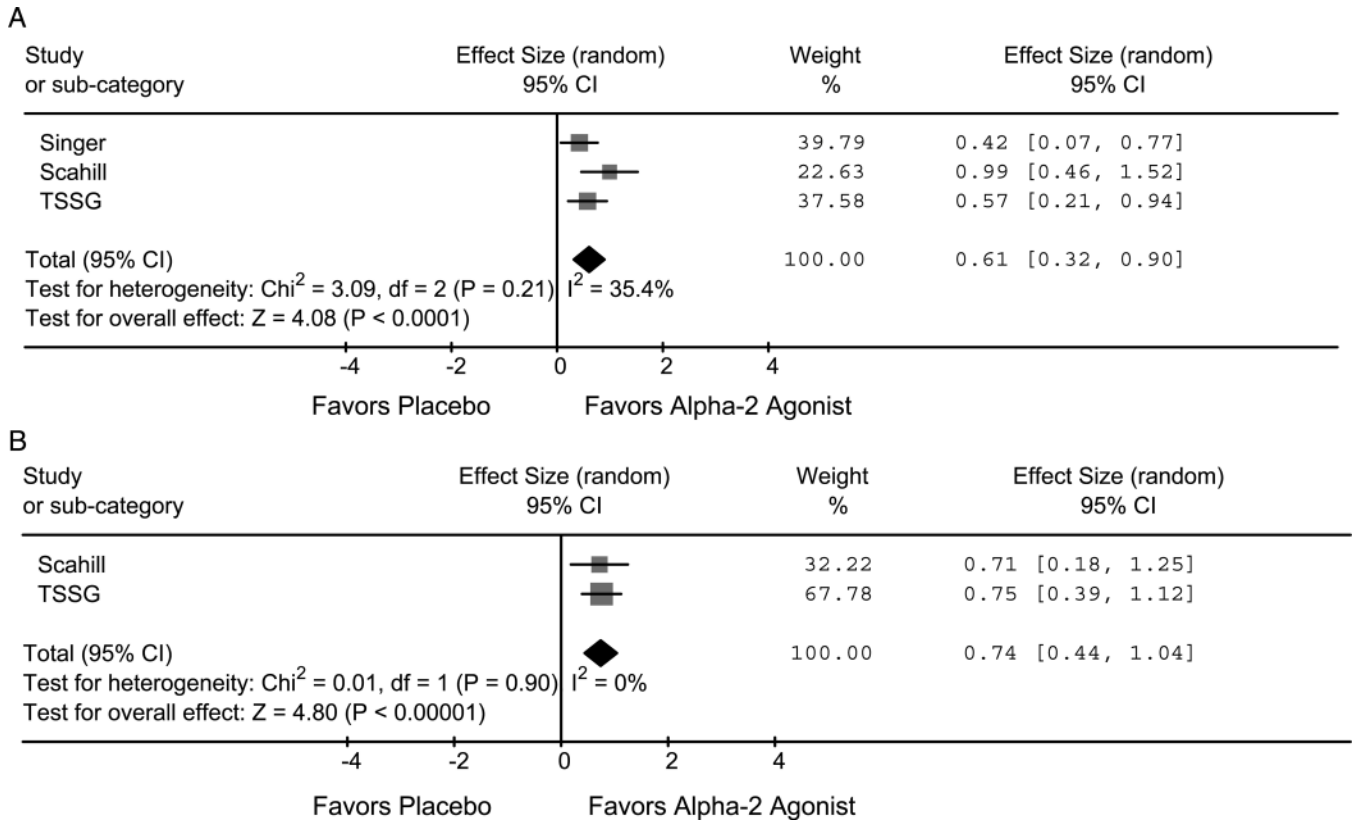 A
Study Effect Size (random) Weight Effect Size (random)
or sub-category 95% CI % 95% CI
Singer 39.79 0.42 [0.07, 0.77]
Scahill 22.63 0.99 [0.46, 1.52]
TSSG 37.58 0.57 [0.21, 0.94]
Total (95% CI) 100.00 0.61 [0.32, 0.90]
Test for heterogeneity: Chi² = 3.09, df = 2 (P = 0.21) I² = 35.4%
Test for overall effect: Z = 4.08 (P < 0.0001)
-4 -2 0 2 4
Favors Placebo Favors Alpha-2 Agonist
B
Study Effect Size (random) Weight Effect Size (random)
or sub-category 95% CI % 95% CI
Scahill 32.22 0.71 [0.18, 1.25]
TSSG 67.78 0.75 [0.39, 1.12]
Total (95% CI) 100.00 0.74 [0.44, 1.04]
Test for heterogeneity: Chi² = 0.01, df = 1 (P = 0.90) I² = 0%
Test for overall effect: Z = 4.80 (P < 0.00001)
-4 -2 0 2 4
Favors Placebo Favors Alpha-2 Agonist